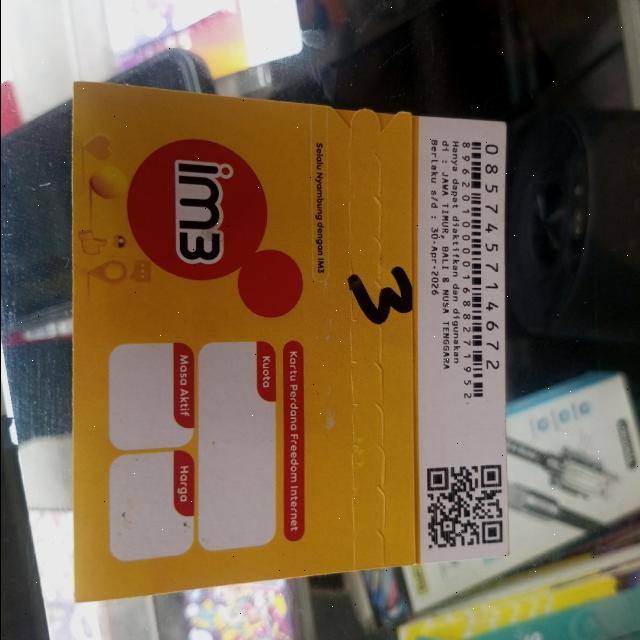 085745714672
8962010000168827195 2
Hanya dapat diaktifkan dan digunakan
di : JAWA TIMUR, BALI & NUSA TENGGARA
Berlaku s/d : 30-Apr-2026
3
Selalu Nyambung dengan IM3
im3
Kartu Perdana Freedom Internet
Kuota
Masa Aktif
Harga